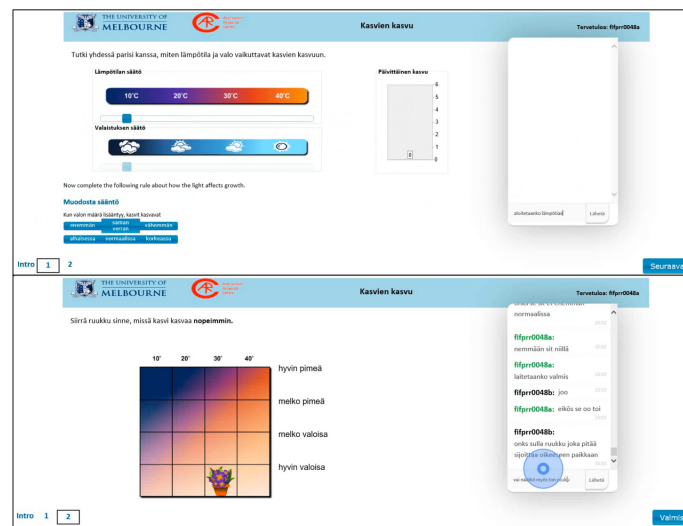 THE UNIVERSITY OF
MELBOURNE
Kasvien kasvu
Tervetuloa: fifprr0048a
Tutki yhdessä parisi kanssa, miten lämpötila ja valo vaikuttavat kasvien kasvuun.
Lämpötilan säätö
10°C 20°C 30°C 40°C
Valaistuksen säätö
Päivittäinen kasvu
6
5
4
3
2
1
0
0
Now complete the following rule about how the light affects growth.
Muodosta sääntö
Kun valon määrä lisääntyy, kasvit kasvavat
enemmän saman verran vähemmän
alhaisessa normaalissa korkeassa
aloitetaanko lämpötian
Lähetä
Intro 1 2
Seuraava
THE UNIVERSITY OF
MELBOURNE
Kasvien kasvu
Tervetuloa: fifprr0048a
Siirrä ruukku sinne, missä kasvi kasvaa nopeimmin.
10° 20° 30° 40°
hyvin pimeä
melko pimeä
melko valoisa
hyvin valoisa
normaalissa
fifprr0048a:
nemmään sit niillä
fifprr0048a:
laitetaanko valmis
fifprr0048b: joo
fifprr0048a: eikös se oo toi
fifprr0048b:
onks sulla ruukku joka pitää
sijoittaa oikeeseen paikkaan
Lähetä
Intro 1 2
Valmis